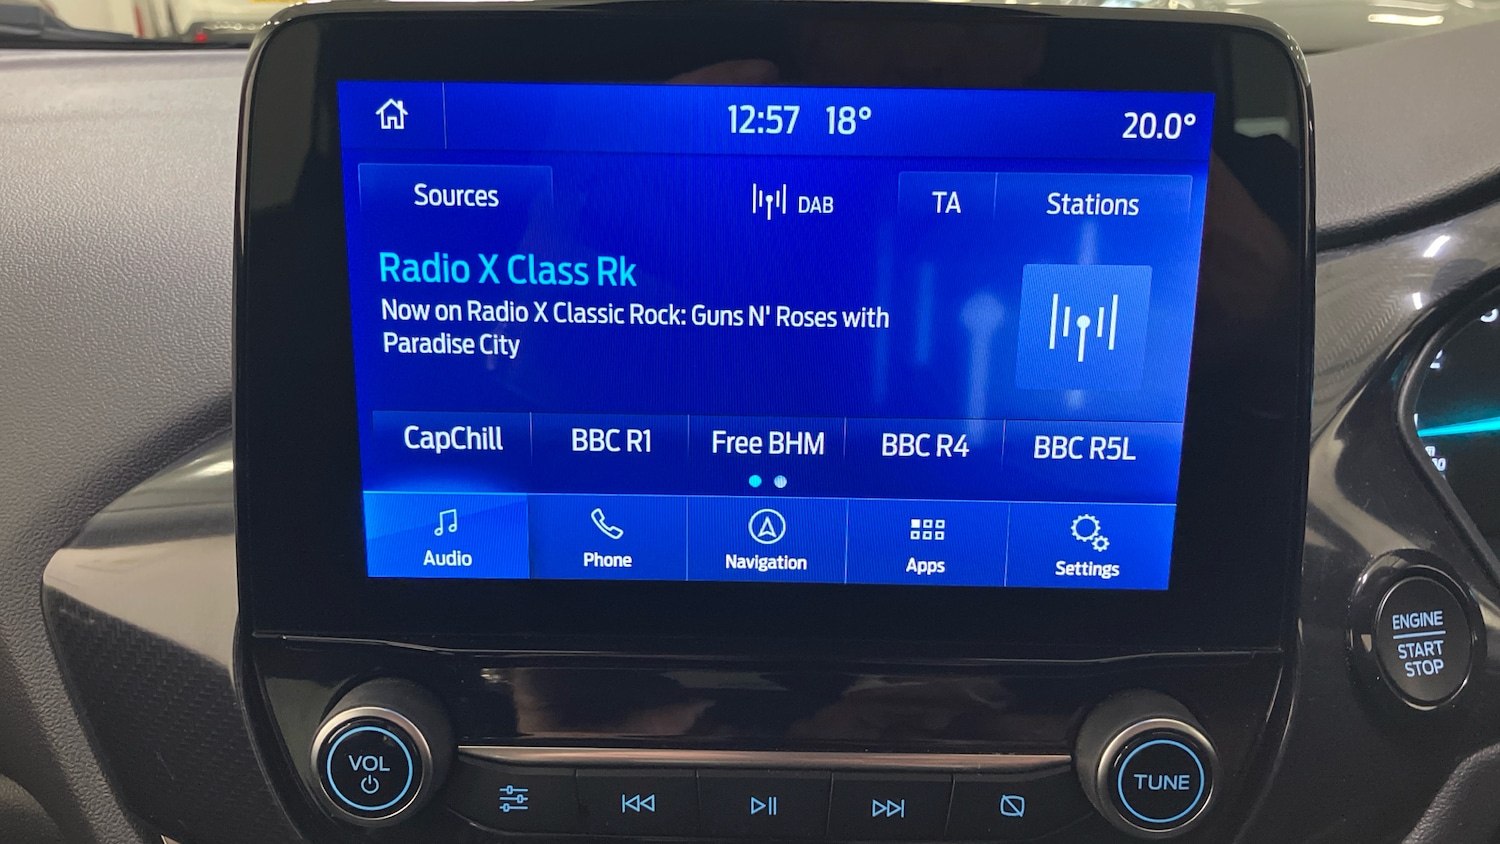 12:57 18° 20.0°
Sources DAB TA Stations
Radio X Class Rk
Now on Radio X Classic Rock: Guns N' Roses with
Paradise City
CapChill BBC R1 Free BHM BBC R4 BBC R5L
Audio Phone Navigation Apps Settings
ENGINE
START
STOP
VOL
TUNE